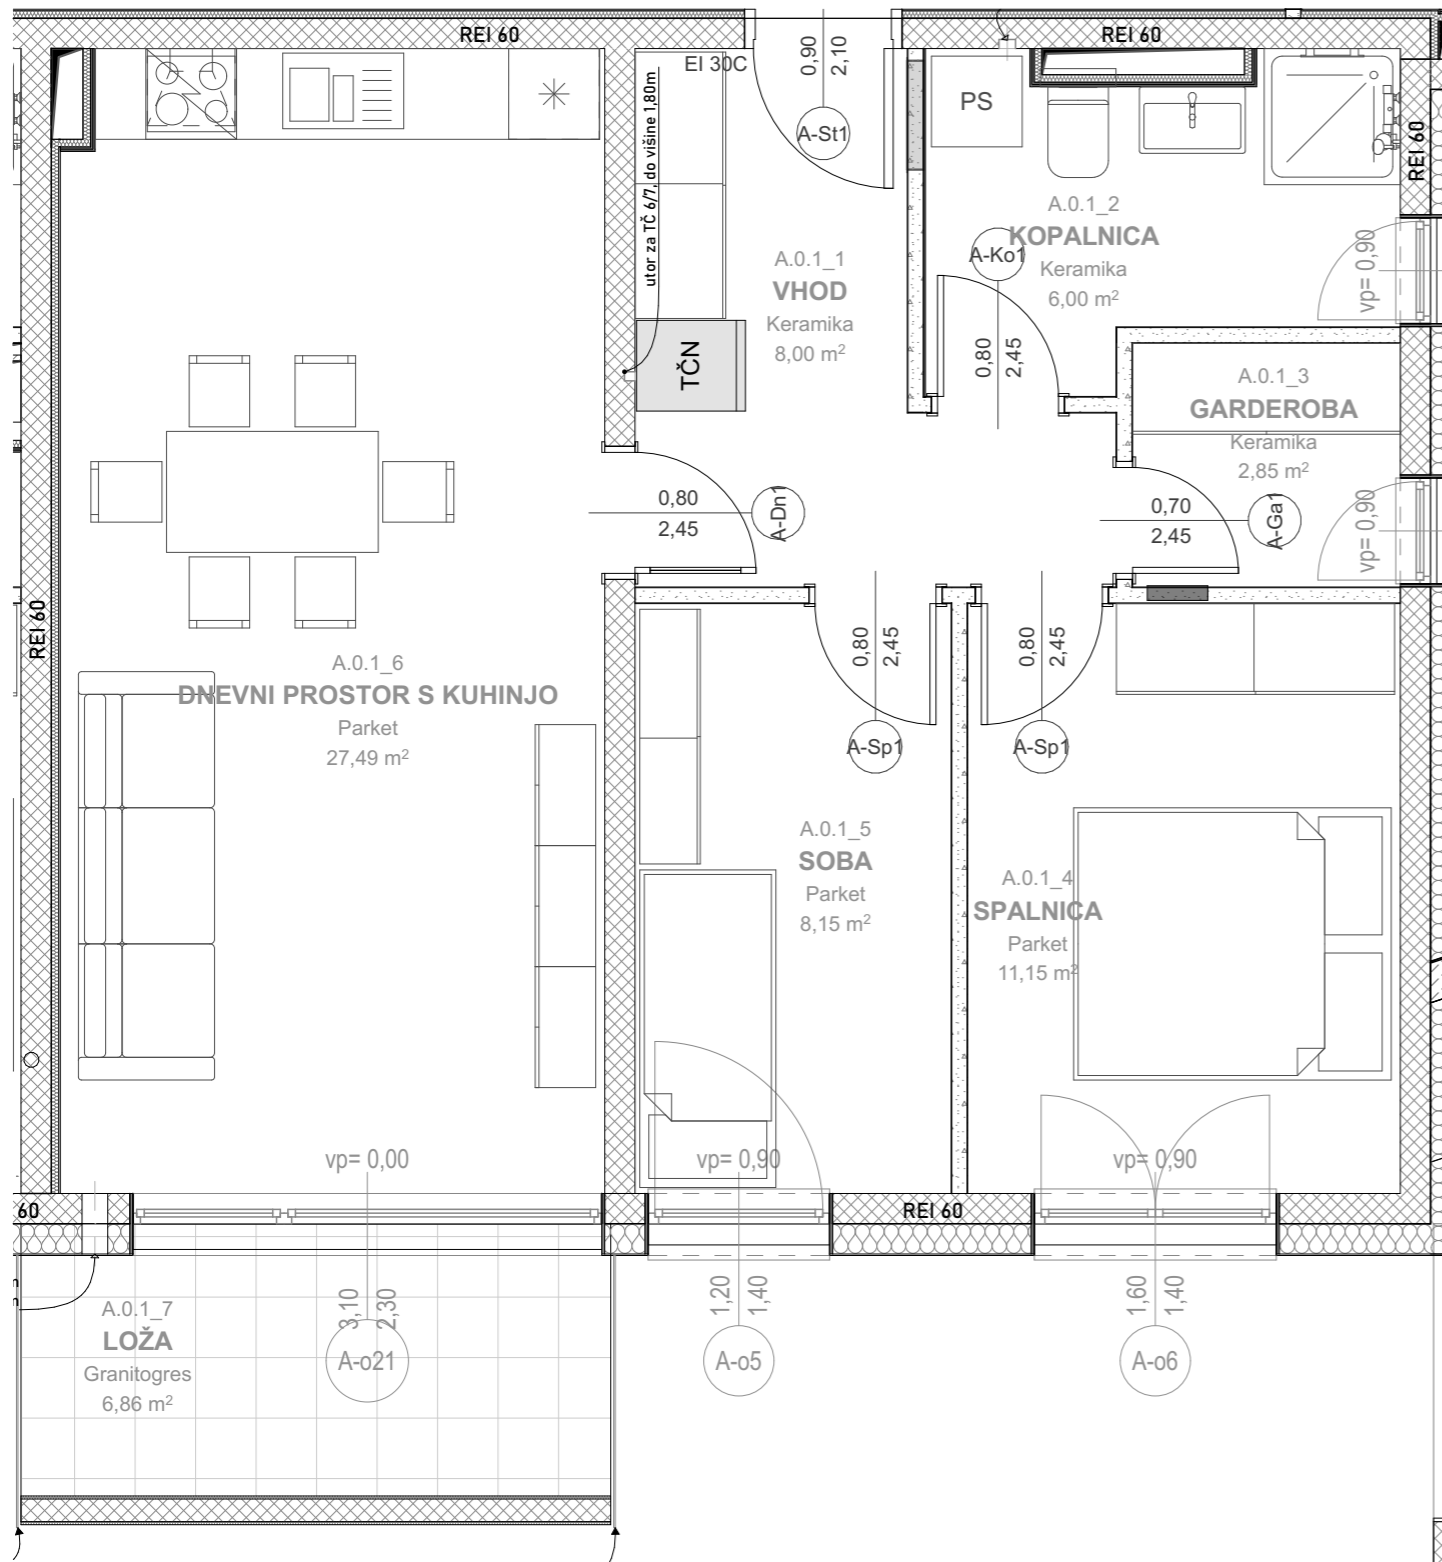 REI 60
REI 60
EI 30C
0,90
2,10
A-St1
utor za TČ 6/7, do višine 1,80m
PS
REI 60
A.0.1_2
KOPALNICA
Keramika
6,00 m²
A-Ko1
0,80
2,45
vp= 0,90
A.0.1_1
VHOD
Keramika
8,00 m²
TČN
A.0.1_3
GARDEROBA
Keramika
2,85 m²
0,80
2,45
A-Dn1
0,70
2,45
A-Ga1
vp= 0,90
REI 60
A.0.1_6
DNEVNI PROSTOR S KUHINJO
Parket
27,49 m²
0,80
2,45
A-Sp1
0,80
2,45
A-Sp1
A.0.1_5
SOBA
Parket
8,15 m²
A.0.1_4
SPALNICA
Parket
11,15 m²
vp= 0,00
vp= 0,90
vp= 0,90
60
REI 60
3,10
2,30
A-o21
1,20
1,40
A-o5
1,60
1,40
A-o6
A.0.1_7
LOŽA
Granitogres
6,86 m²